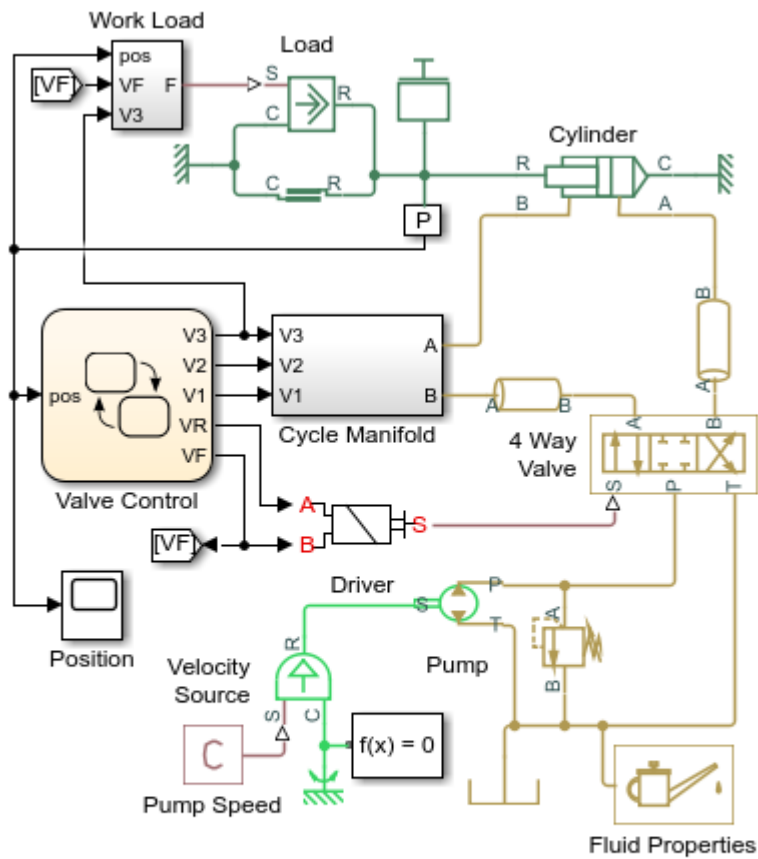 Work Load
pos
VF
V3
F
[VF]
Load
S
C
R
C
R
P
Cylinder
R
C
B
A
V3
V2
V1
VR
VF
pos
Valve Control
V3
V2
V1
A
B
Cycle Manifold
A
B
B
A
4 Way
Valve
A
B
S
P
T
[VF]
A
B
S
Driver
Position
Velocity
Source
R
S
C
S
P
T
Pump
A
B
C
Pump Speed
f(x) = 0
Fluid Properties